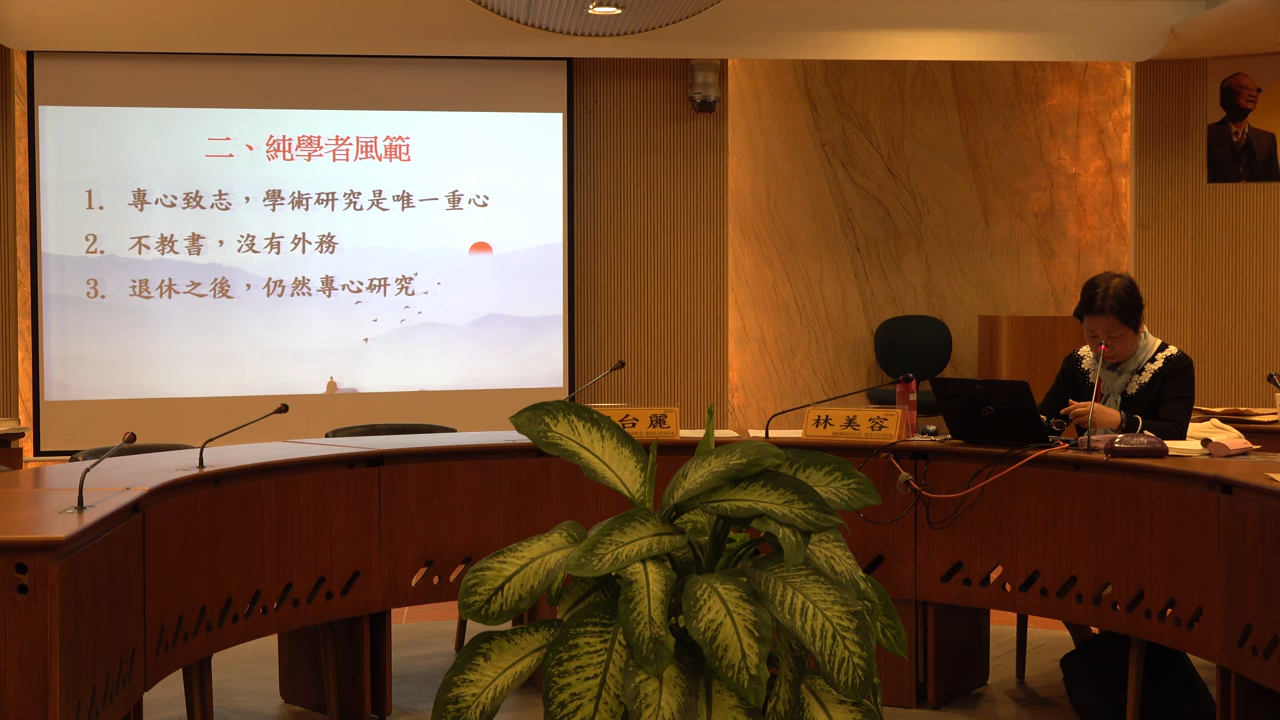 二、純學者風範
1. 專心致志，學術研究是唯一重心
2. 不教書，沒有外務
3. 退休之後，仍然專心研究
台麗
林美容